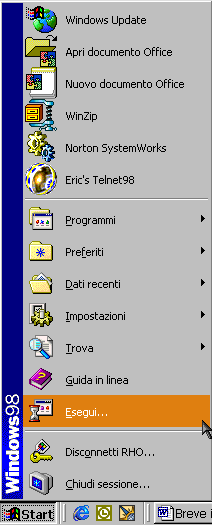 Windows Update
Apri documento Office
Nuovo documento Office
WinZip
Norton SystemWorks
Eric's Telnet98
Programmi
Preferiti
Dati recenti
Impostazioni
Trova
Guida in linea
Esegui...
Disconnetti RHO...
Chiudi sessione...
Windows98
Start
Breve i